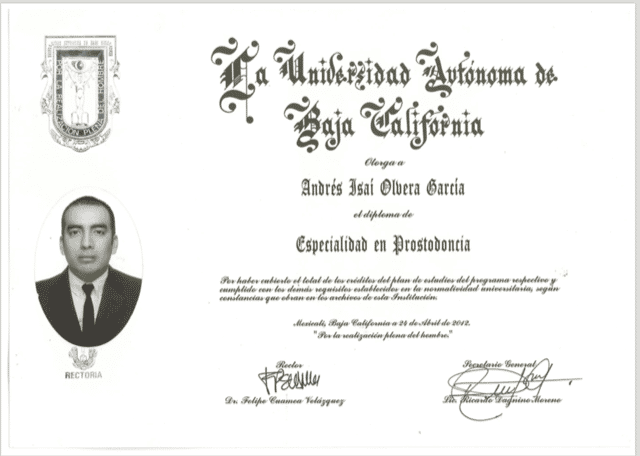 La Universidad Autónoma de
Baja California
Otorga a
Andrés Isaí Olvera García
el diploma de
Especialidad en Prostodoncia
Por haber cubierto el total de los créditos del plan de estudios del programa respectivo y
cumplido con los demás requisitos establecidos en la normatividad universitaria, según
constancias que obran en los archivos de esta Institución.
Mexicali, Baja California a 24 de Abril de 2012.
"Por la realización plena del hombre."
RECTORIA
Rector
Dr. Felipe Cuamea Velázquez
Secretario General
Lic. Ricardo Dagnino Moreno